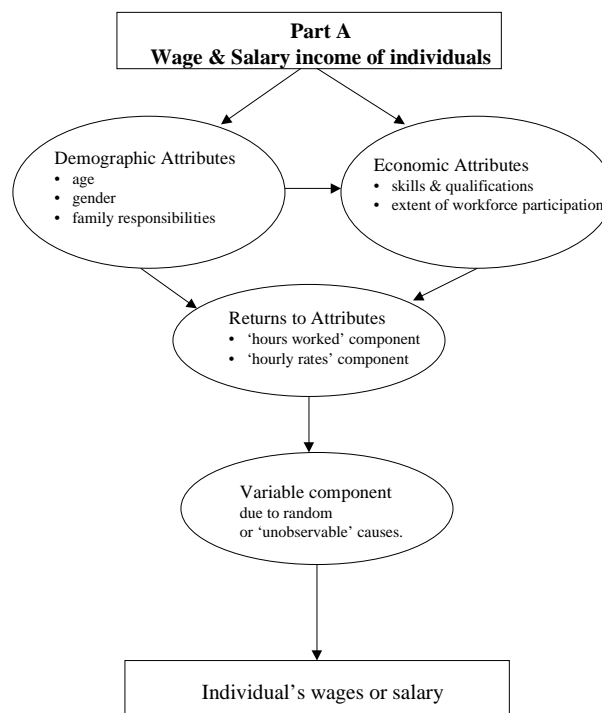 Part A
Wage & Salary income of individuals
Demographic Attributes
• age
• gender
• family responsibilities
Economic Attributes
• skills & qualifications
• extent of workforce participation
Returns to Attributes
• ‘hours worked’ component
• ‘hourly rates’ component
Variable component
due to random
or ‘unobservable’ causes.
Individual’s wages or salary